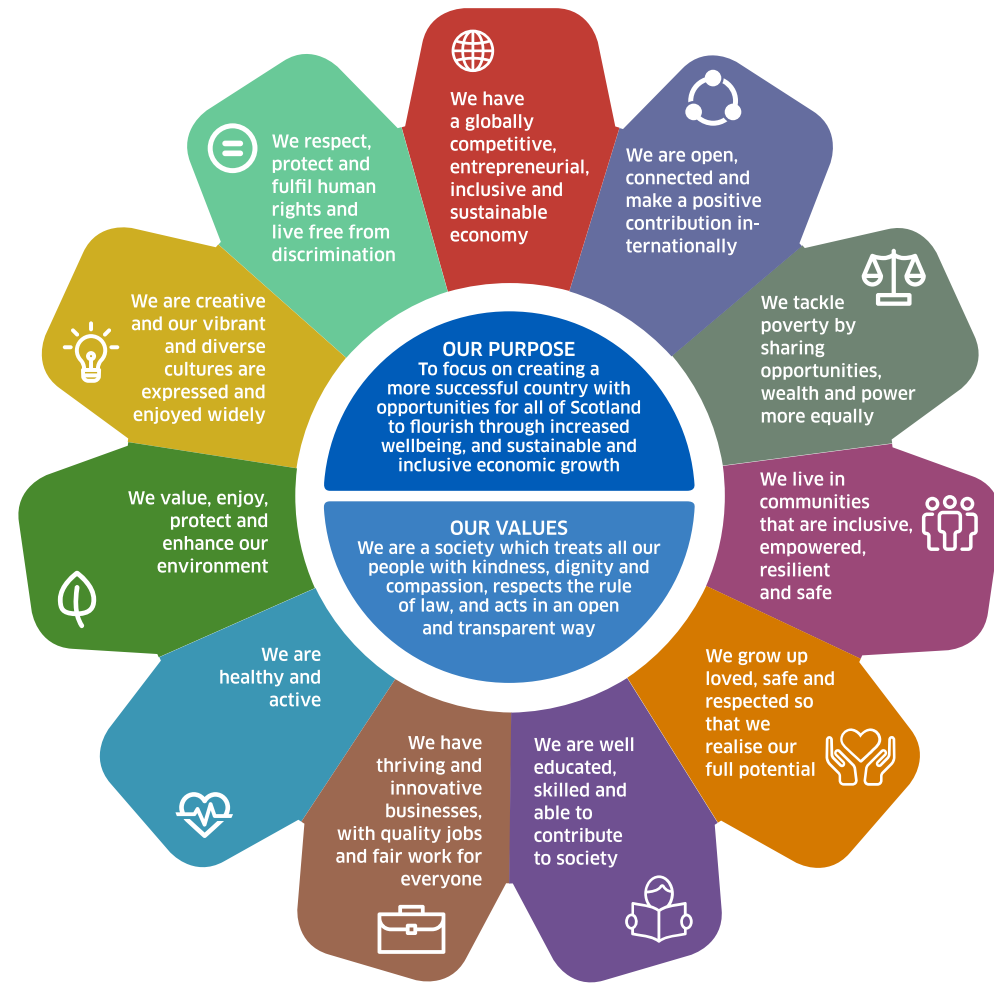 We have
a globally
competitive,
entrepreneurial,
inclusive and
sustainable
economy
We are open,
connected and
make a positive
contribution in-
ternationally
We tackle
poverty by
sharing
opportunities,
wealth and power
more equally
We live in
communities
that are inclusive,
empowered,
resilient
and safe
We grow up
loved, safe and
respected so
that we
realise our
full potential
We are well
educated,
skilled and
able to
contribute
to society
We have
thriving and
innovative
businesses,
with quality jobs
and fair work for
everyone
We are
healthy and
active
We value, enjoy,
protect and
enhance our
environment
We are creative
and our vibrant
and diverse
cultures are
expressed and
enjoyed widely
We respect,
protect and
fulfil human
rights and
live free from
discrimination
OUR PURPOSE
To focus on creating a
more successful country with
opportunities for all of Scotland
to flourish through increased
wellbeing, and sustainable and
inclusive economic growth
OUR VALUES
We are a society which treats all our
people with kindness, dignity and
compassion, respects the rule
of law, and acts in an open
and transparent way